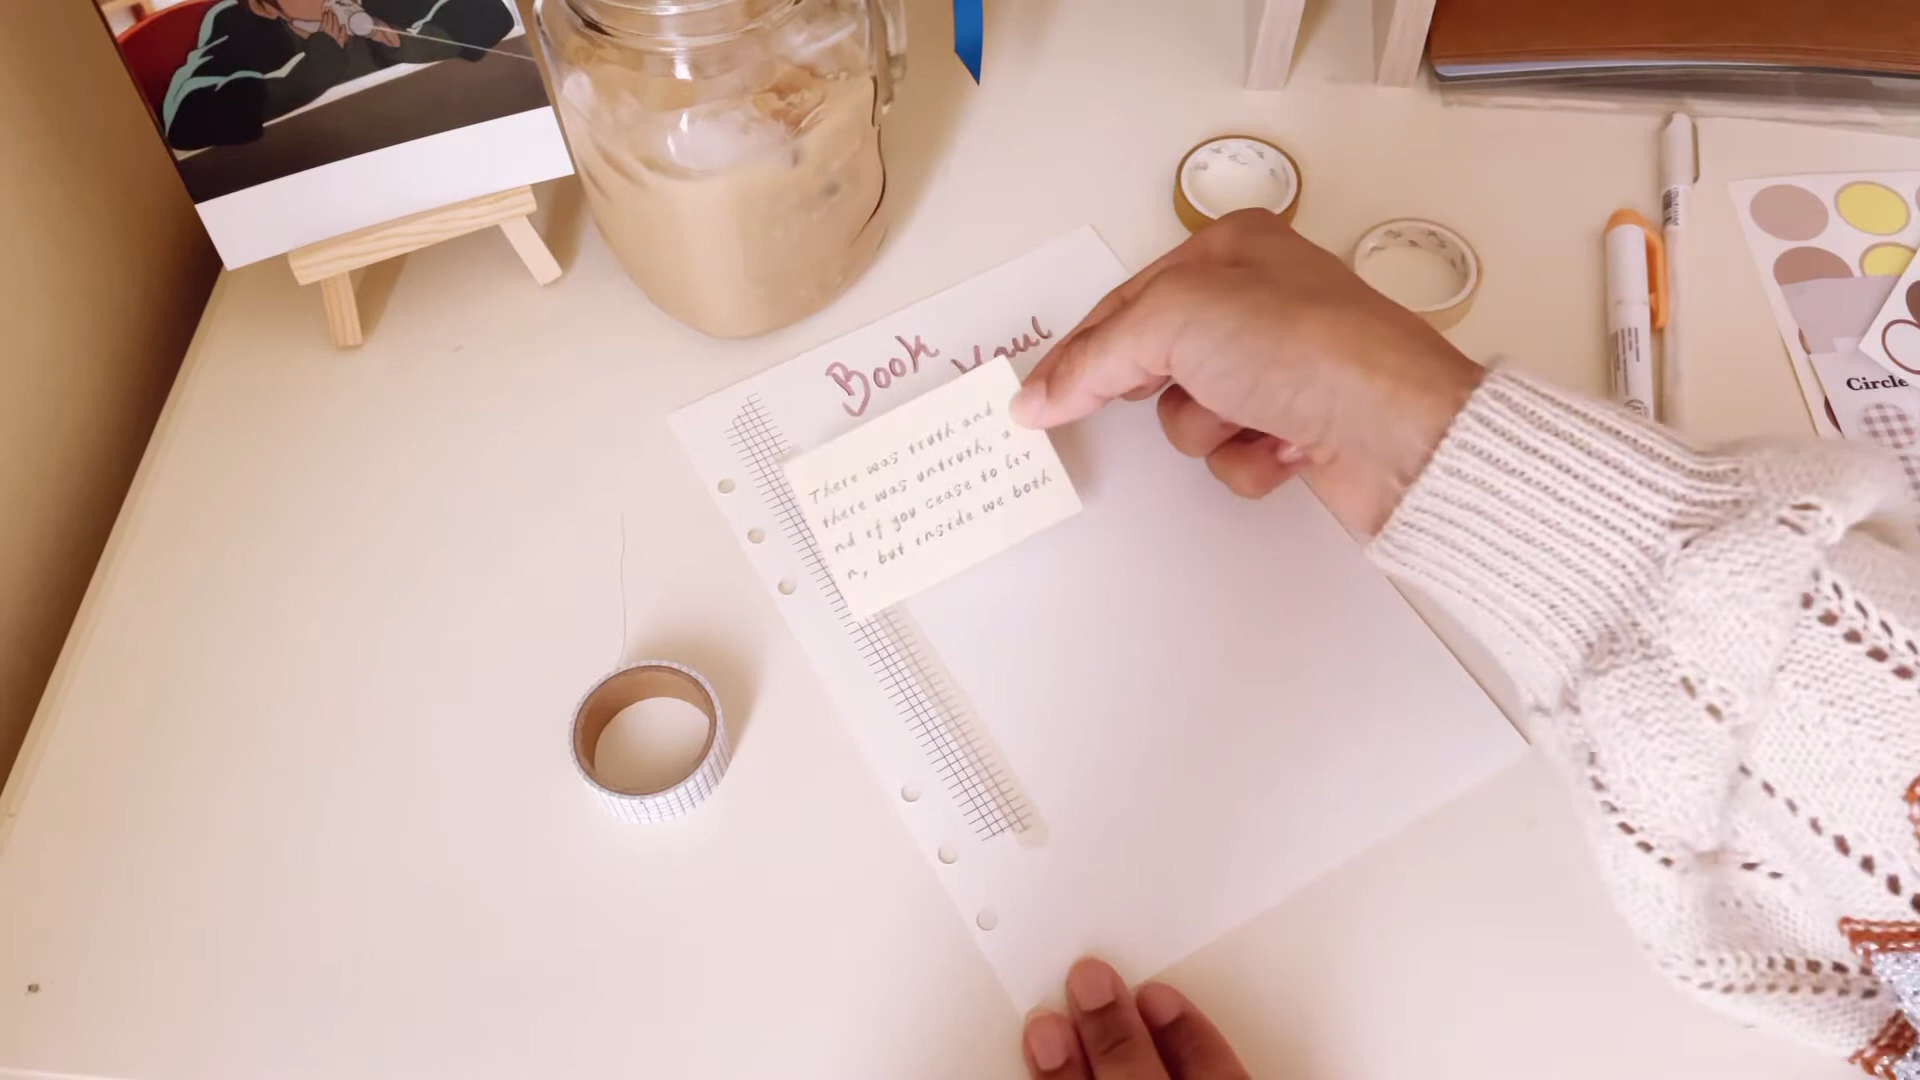 Book Haul
There was truth and
there was untruth, a
nd if you cease to ler
n, but inside we both
Circle